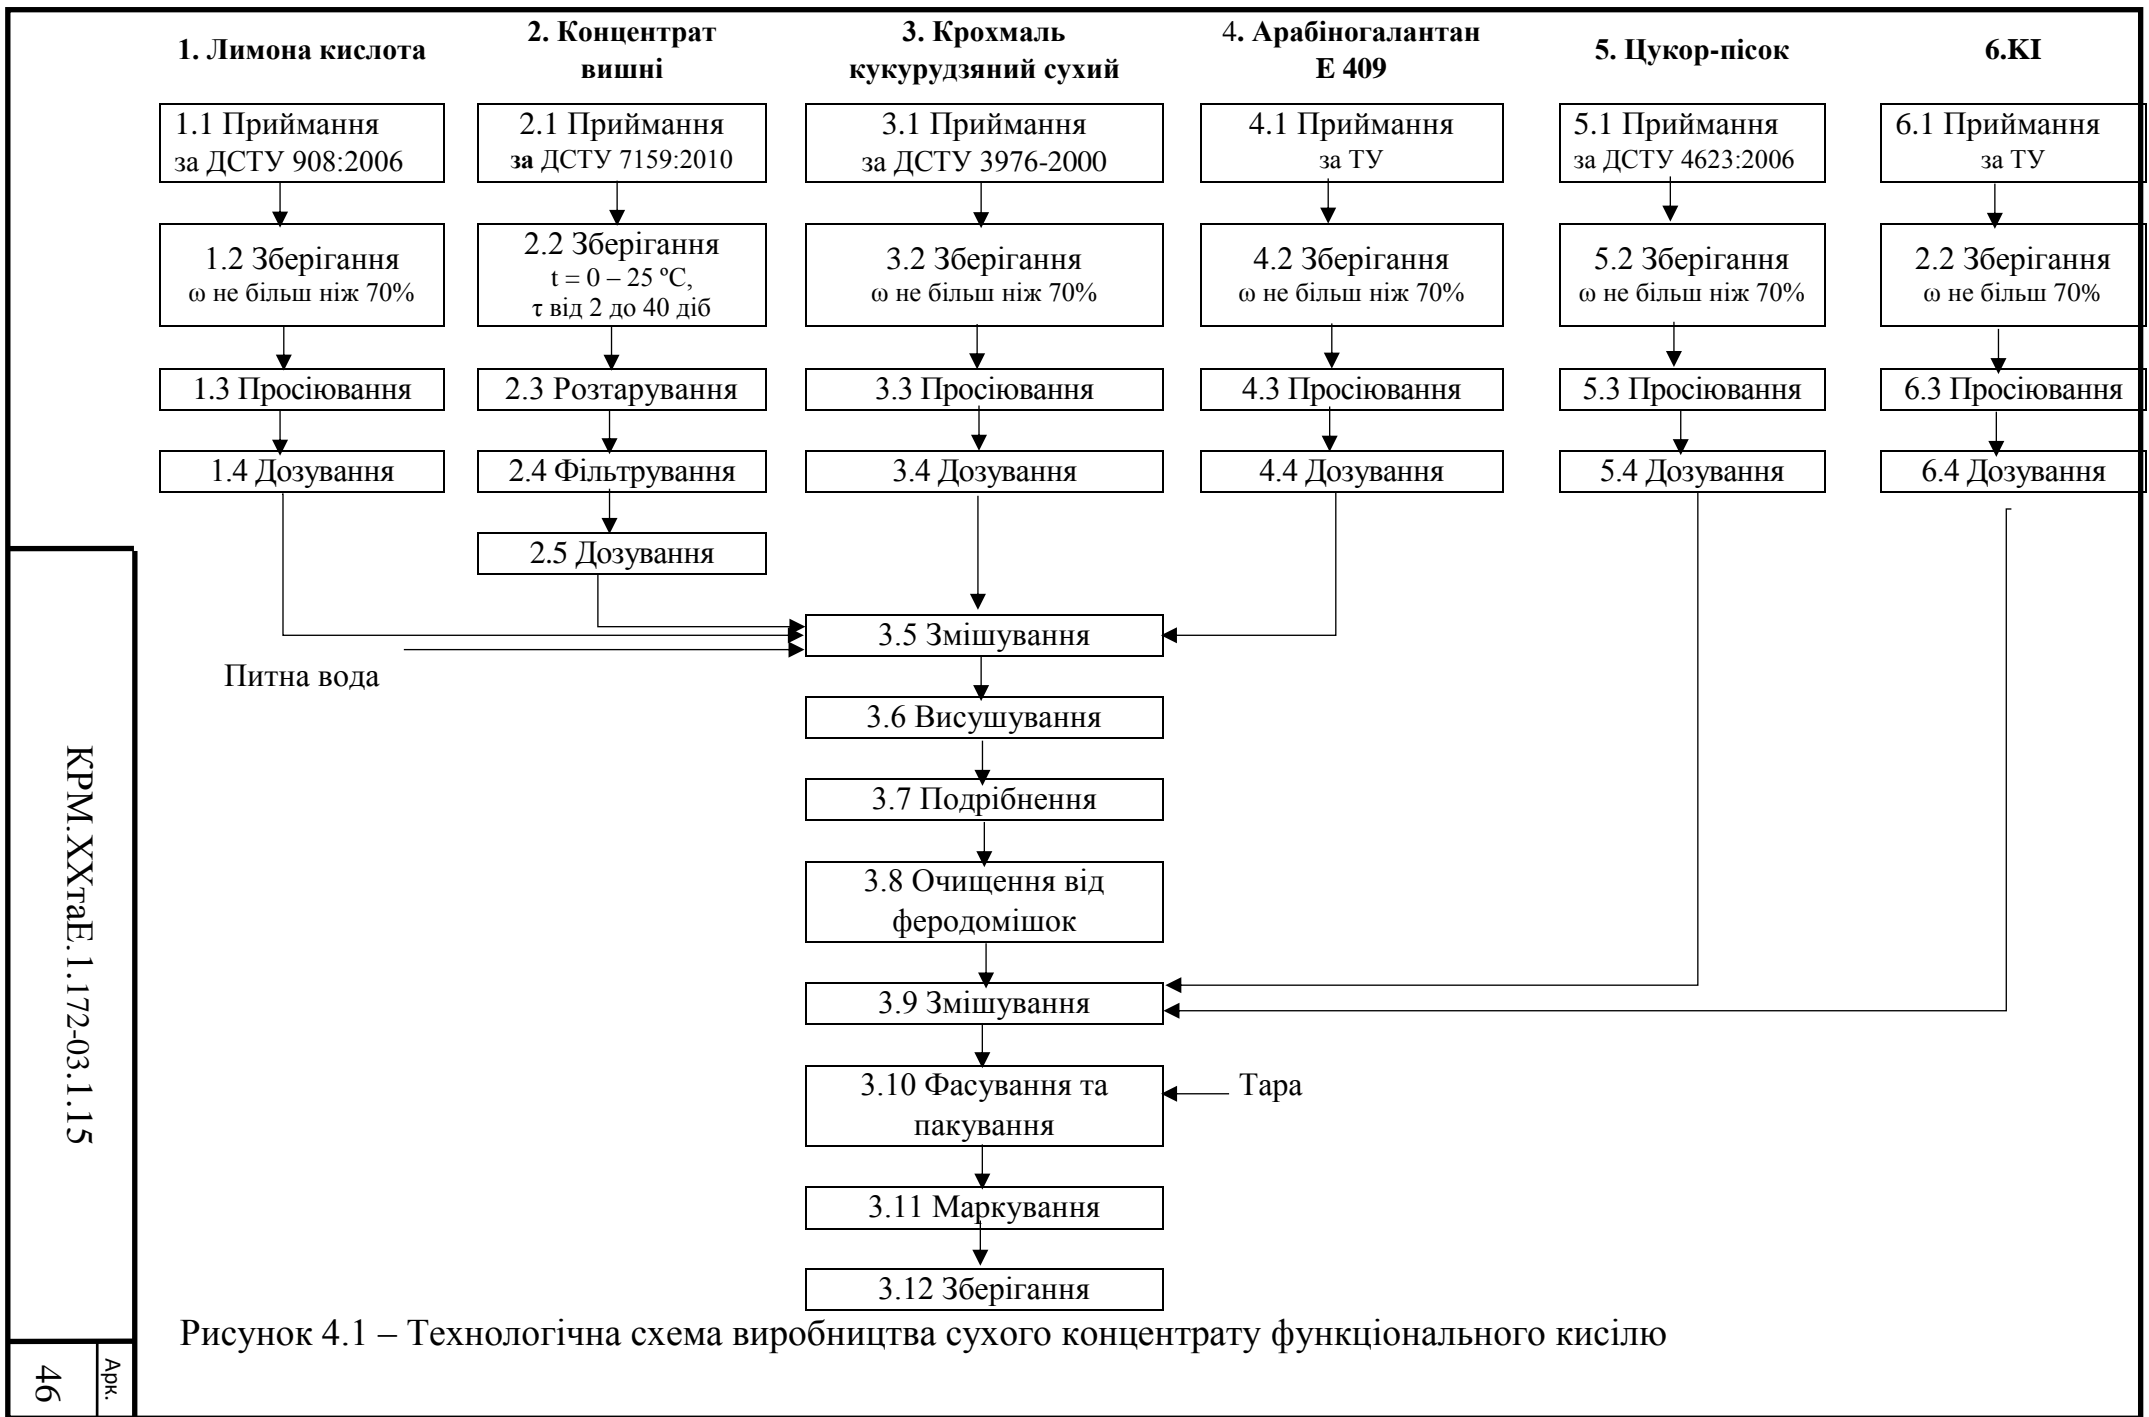 1. Лимона кислота
2. Концентрат
вишні
3. Крохмаль
кукурудзяний сухий
4. Арабіногалантан
Е 409
5. Цукор-пісок
6.КІ
1.1 Приймання
за ДСТУ 908:2006
2.1 Приймання
за ДСТУ 7159:2010
3.1 Приймання
за ДСТУ 3976-2000
4.1 Приймання
за ТУ
5.1 Приймання
за ДСТУ 4623:2006
6.1 Приймання
за ТУ
1.2 Зберігання
ω не більш ніж 70%
2.2 Зберігання
t = 0 – 25 ºС,
τ від 2 до 40 діб
3.2 Зберігання
ω не більш ніж 70%
4.2 Зберігання
ω не більш ніж 70%
5.2 Зберігання
ω не більш ніж 70%
2.2 Зберігання
ω не більш 70%
1.3 Просіювання
2.3 Розтарування
3.3 Просіювання
4.3 Просіювання
5.3 Просіювання
6.3 Просіювання
1.4 Дозування
2.4 Фільтрування
3.4 Дозування
4.4 Дозування
5.4 Дозування
6.4 Дозування
2.5 Дозування
3.5 Змішування
Питна вода
3.6 Висушування
3.7 Подрібнення
3.8 Очищення від
феродомішок
3.9 Змішування
3.10 Фасування та
пакування
Тара
3.11 Маркування
3.12 Зберігання
Рисунок 4.1 – Технологічна схема виробництва сухого концентрату функціонального кисілю
КРМ.ХХтаЕ.1.172-03.1.15
Арк.
46